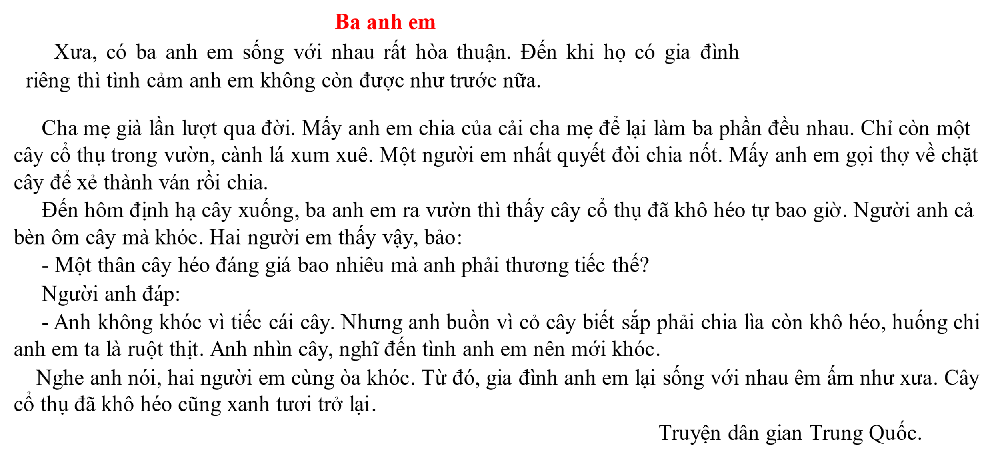 Ba anh em
Xưa, có ba anh em sống với nhau rất hòa thuận. Đến khi họ có gia đình
riêng thì tình cảm anh em không còn được như trước nữa.
Cha mẹ già lần lượt qua đời. Mấy anh em chia của cải cha mẹ để lại làm ba phần đều nhau. Chỉ còn một
cây cổ thụ trong vườn, cành lá xum xuê. Một người em nhất quyết đòi chia nốt. Mấy anh em gọi thợ về chặt
cây để xẻ thành ván rồi chia.
Đến hôm định hạ cây xuống, ba anh em ra vườn thì thấy cây cổ thụ đã khô héo tự bao giờ. Người anh cả
bèn ôm cây mà khóc. Hai người em thấy vậy, bảo:
- Một thân cây héo đáng giá bao nhiêu mà anh phải thương tiếc thế?
Người anh đáp:
- Anh không khóc vì tiếc cái cây. Nhưng anh buồn vì cỏ cây biết sắp phải chia lìa còn khô héo, huống chi
anh em ta là ruột thịt. Anh nhìn cây, nghĩ đến tình anh em nên mới khóc.
Nghe anh nói, hai người em cùng òa khóc. Từ đó, gia đình anh em lại sống với nhau êm ấm như xưa. Cây
cổ thụ đã khô héo cũng xanh tươi trở lại.
Truyện dân gian Trung Quốc.